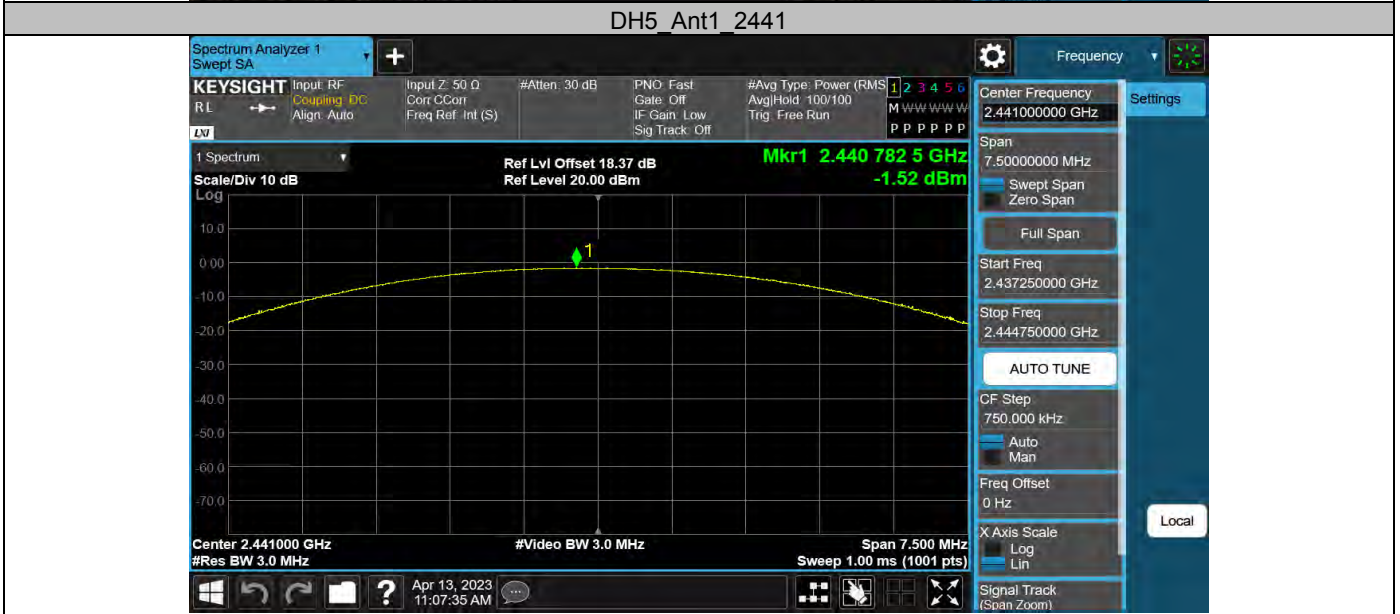 DH5_Ant1_2441
Spectrum Analyzer 1
Swept SA
Frequency
KEYSIGHT
RL
LXI
Input: RF
Coupling: DC
Align: Auto
Input Z: 50 Ω
Corr CCorr
Freq Ref: Int (S)
#Atten: 30 dB
PNO: Fast
Gate: Off
IF Gain: Low
Sig Track: Off
#Avg Type: Power (RMS
Avg|Hold: 100/100
Trig: Free Run
1 2 3 4 5 6
M W W W W W
P P P P P P
Center Frequency
2.441000000 GHz
Settings
Span
7.50000000 MHz
Swept Span
Zero Span
Full Span
Start Freq
2.437250000 GHz
Stop Freq
2.444750000 GHz
AUTO TUNE
CF Step
750.000 kHz
Auto
Man
Freq Offset
0 Hz
X Axis Scale
Log
Lin
Signal Track
(Span Zoom)
Local
1 Spectrum
Scale/Div 10 dB
Log
Ref Lvl Offset 18.37 dB
Ref Level 20.00 dBm
Mkr1 2.440 782 5 GHz
-1.52 dBm
1
10.0
0.00
-10.0
-20.0
-30.0
-40.0
-50.0
-60.0
-70.0
Center 2.441000 GHz
#Res BW 3.0 MHz
#Video BW 3.0 MHz
Span 7.500 MHz
Sweep 1.00 ms (1001 pts)
?
Apr 13, 2023
11:07:35 AM